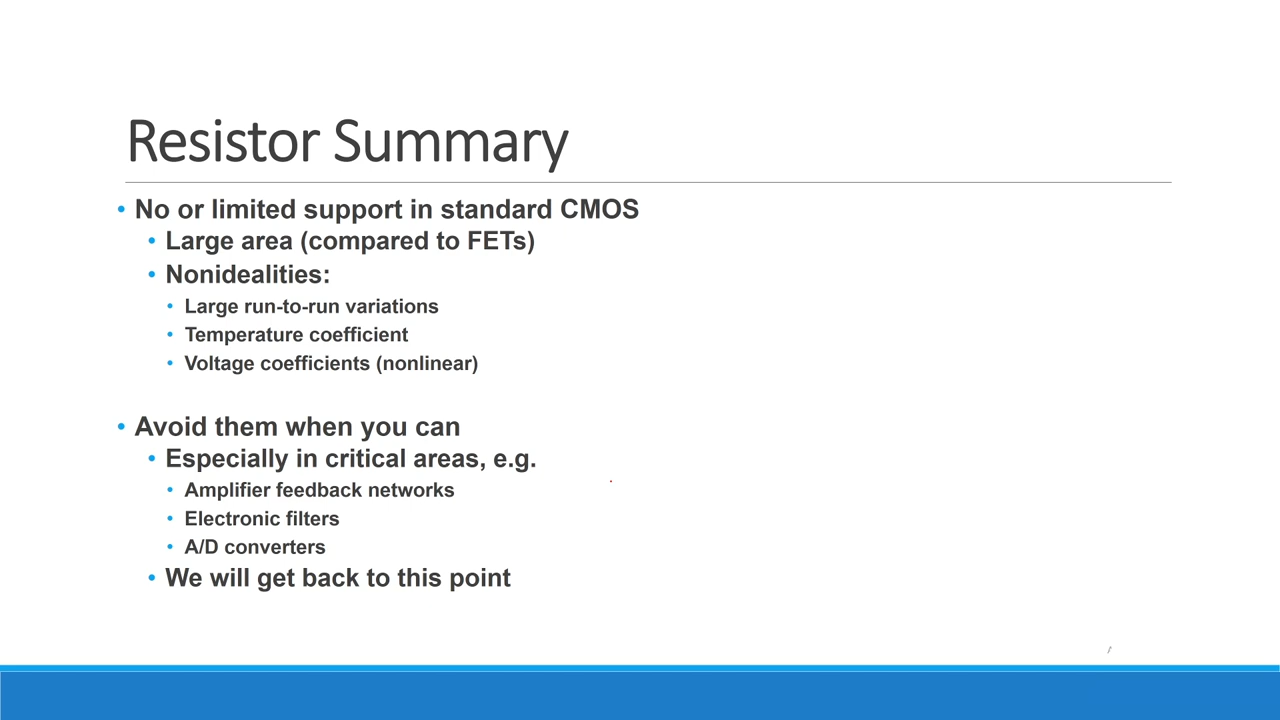 Resistor Summary
• No or limited support in standard CMOS
• Large area (compared to FETs)
• Nonidealities:
• Large run-to-run variations
• Temperature coefficient
• Voltage coefficients (nonlinear)
• Avoid them when you can
• Especially in critical areas, e.g.
• Amplifier feedback networks
• Electronic filters
• A/D converters
• We will get back to this point